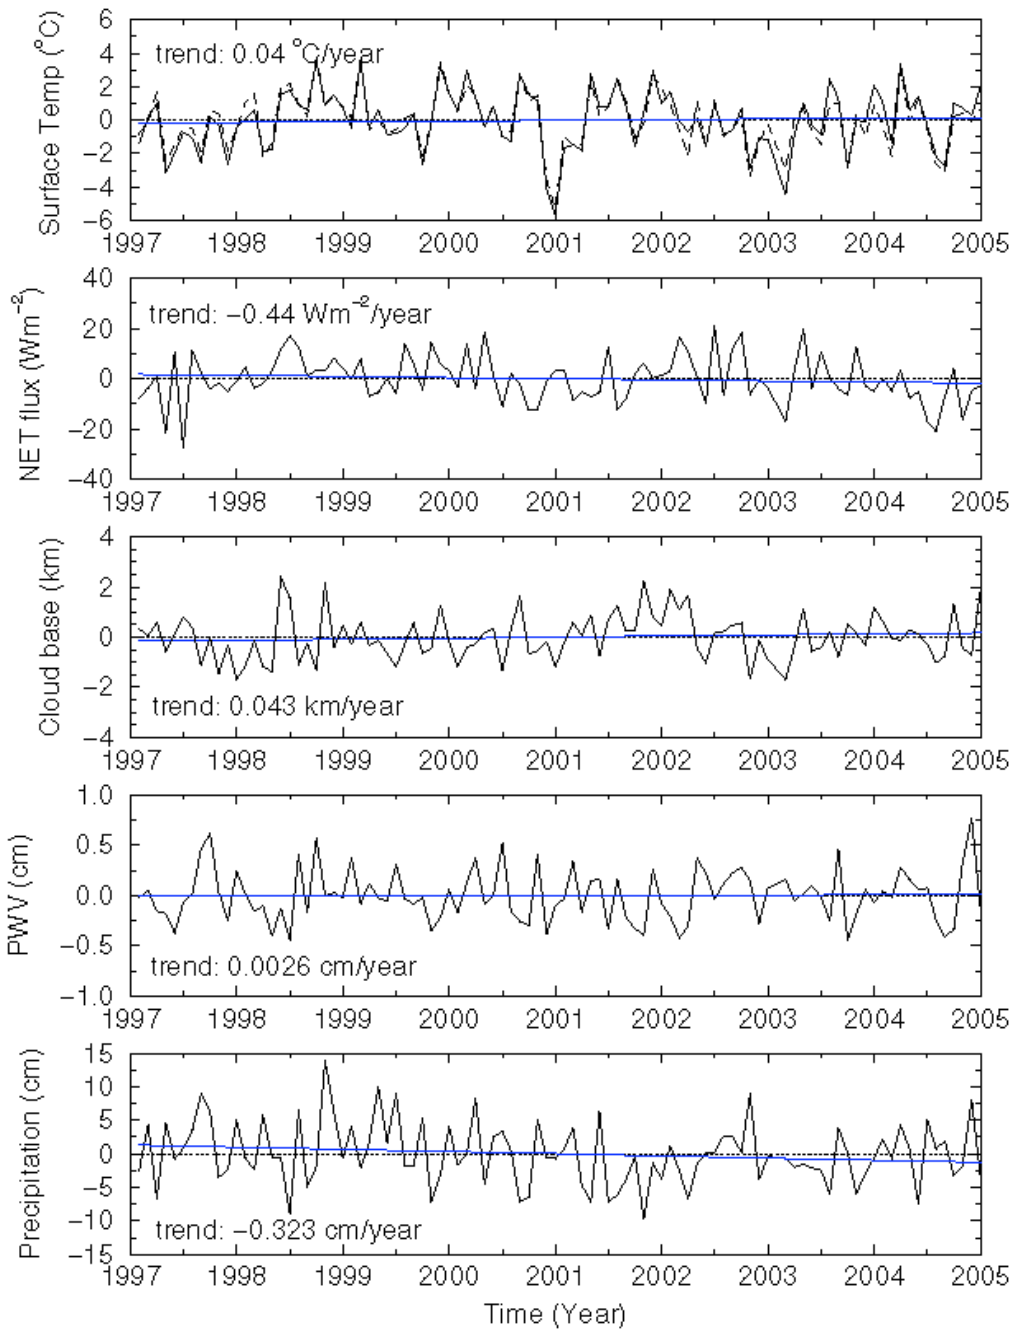 Surface Temp (°C)
6
4
2
0
−2
−4
−6
trend: 0.04 °C/year
1997 1998 1999 2000 2001 2002 2003 2004 2005
NET flux (Wm⁻²)
40
20
0
−20
−40
trend: −0.44 Wm⁻²/year
1997 1998 1999 2000 2001 2002 2003 2004 2005
Cloud base (km)
4
2
0
−2
−4
trend: 0.043 km/year
1997 1998 1999 2000 2001 2002 2003 2004 2005
PWV (cm)
1.0
0.5
0.0
−0.5
−1.0
trend: 0.0026 cm/year
1997 1998 1999 2000 2001 2002 2003 2004 2005
Precipitation (cm)
15
10
5
0
−5
−10
−15
trend: −0.323 cm/year
1997 1998 1999 2000 2001 2002 2003 2004 2005
Time (Year)